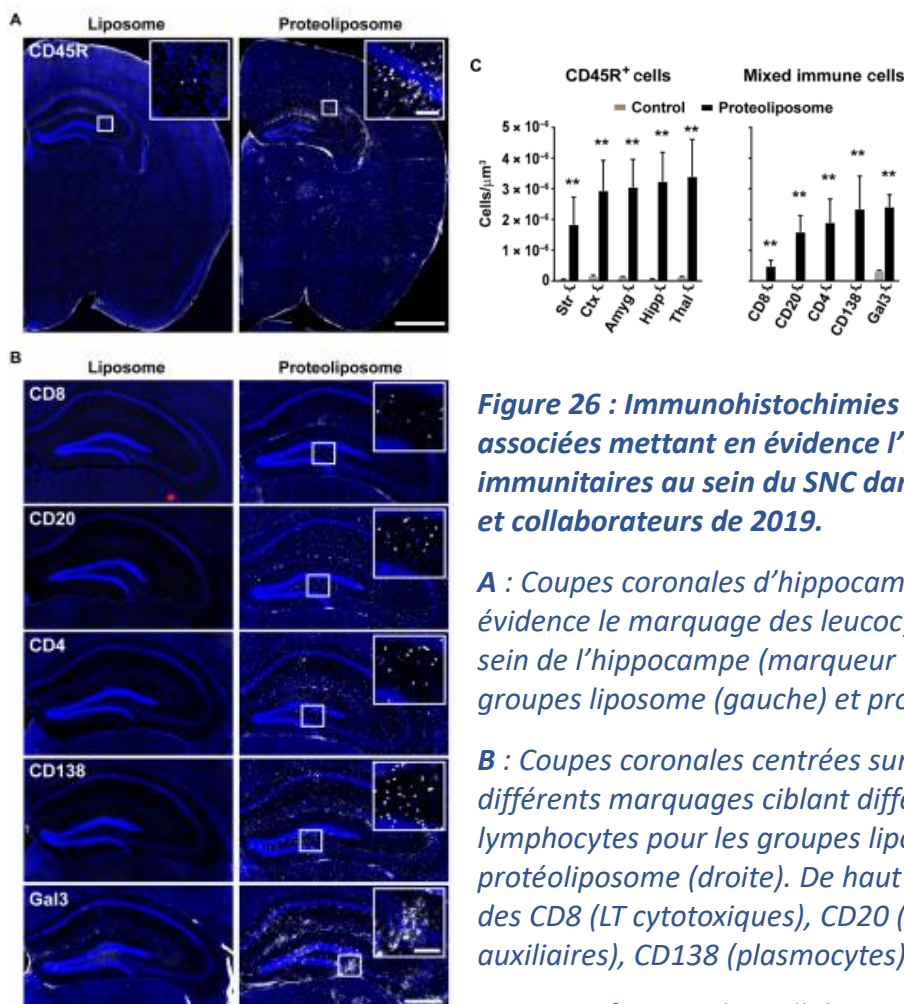 A
Liposome
Proteoliposome
CD45R
B
Liposome
Proteoliposome
CD8
CD20
CD4
CD138
Gal3
C
CD45R+ cells
Mixed immune cells
Control
Proteoliposome
Cells/μm³
5 × 10⁻⁶
4 × 10⁻⁶
3 × 10⁻⁶
2 × 10⁻⁶
1 × 10⁻⁶
0
** ** ** ** **
** ** ** ** **
Str
Ctx
Amyg
Hipp
Thal
CD8
CD20
CD4
CD138
Gal3
Figure 26 : Immunohistochimies
associées mettant en évidence l’
immunitaires au sein du SNC dan
et collaborateurs de 2019.
A : Coupes coronales d’hippocam
évidence le marquage des leucoc
sein de l’hippocampe (marqueur
groupes liposome (gauche) et pro
B : Coupes coronales centrées sur
différents marquages ciblant diffé
lymphocytes pour les groupes lipo
protéoliposome (droite). De haut
des CD8 (LT cytotoxiques), CD20 (
auxiliaires), CD138 (plasmocytes)